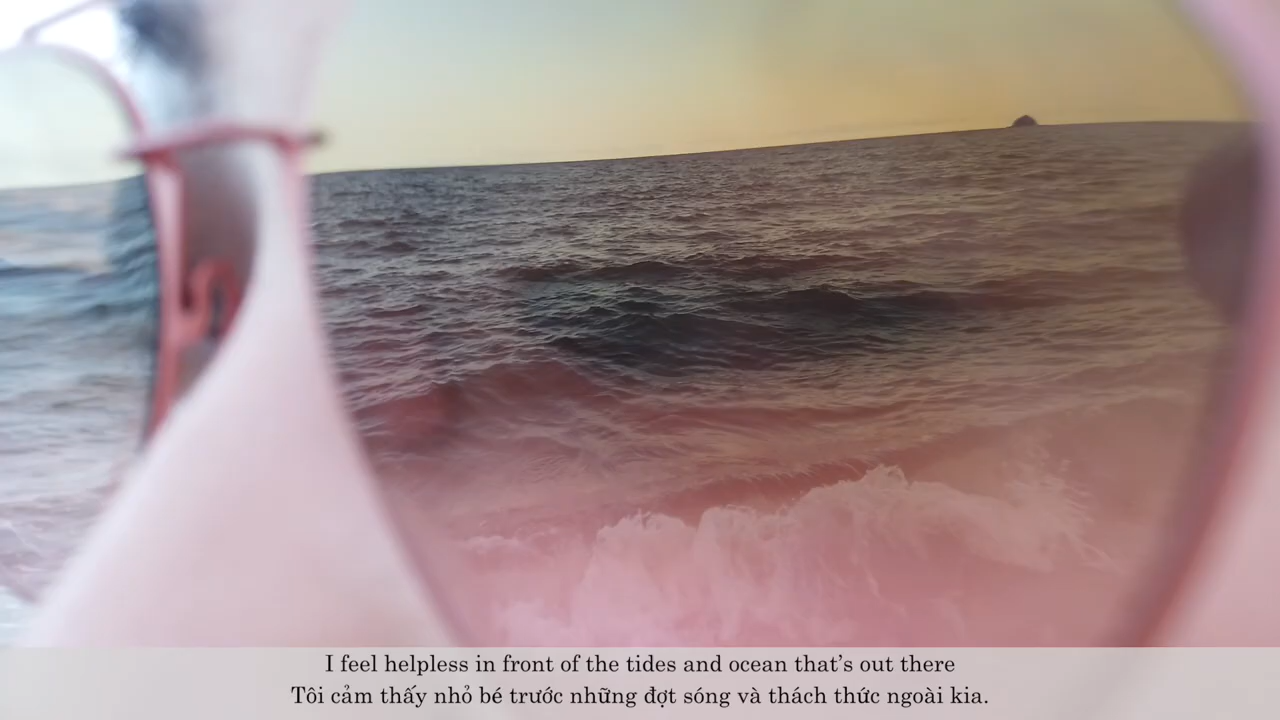 I feel helpless in front of the tides and ocean that’s out there
Tôi cảm thấy nhỏ bé trước những đợt sóng và thách thức ngoài kia.